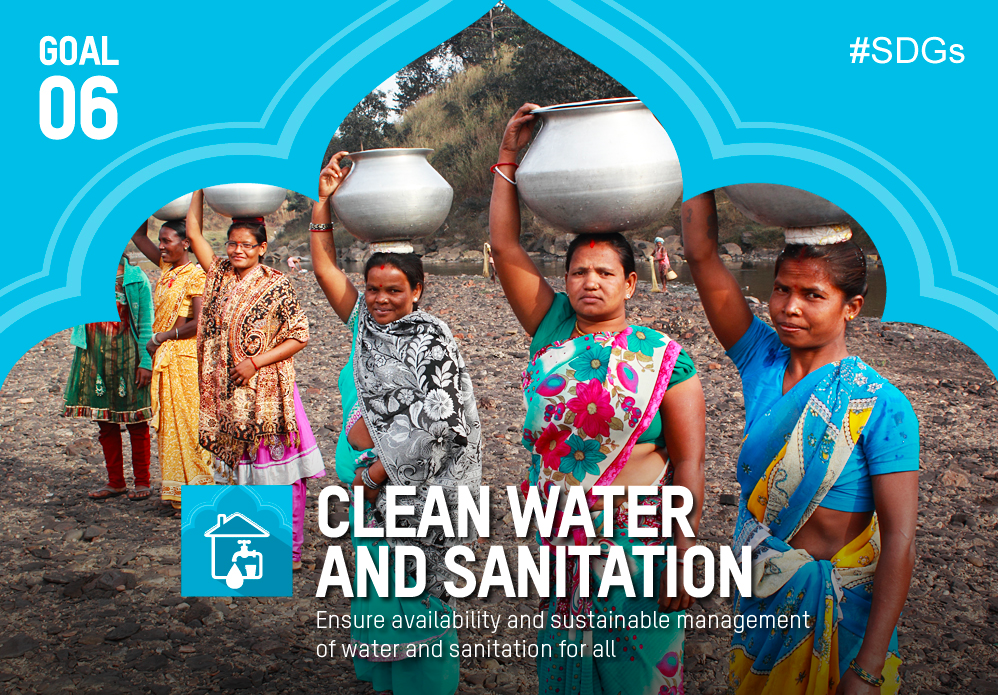 GOAL
06
#SDGs
CLEAN WATER
AND SANITATION
Ensure availability and sustainable management
of water and sanitation for all